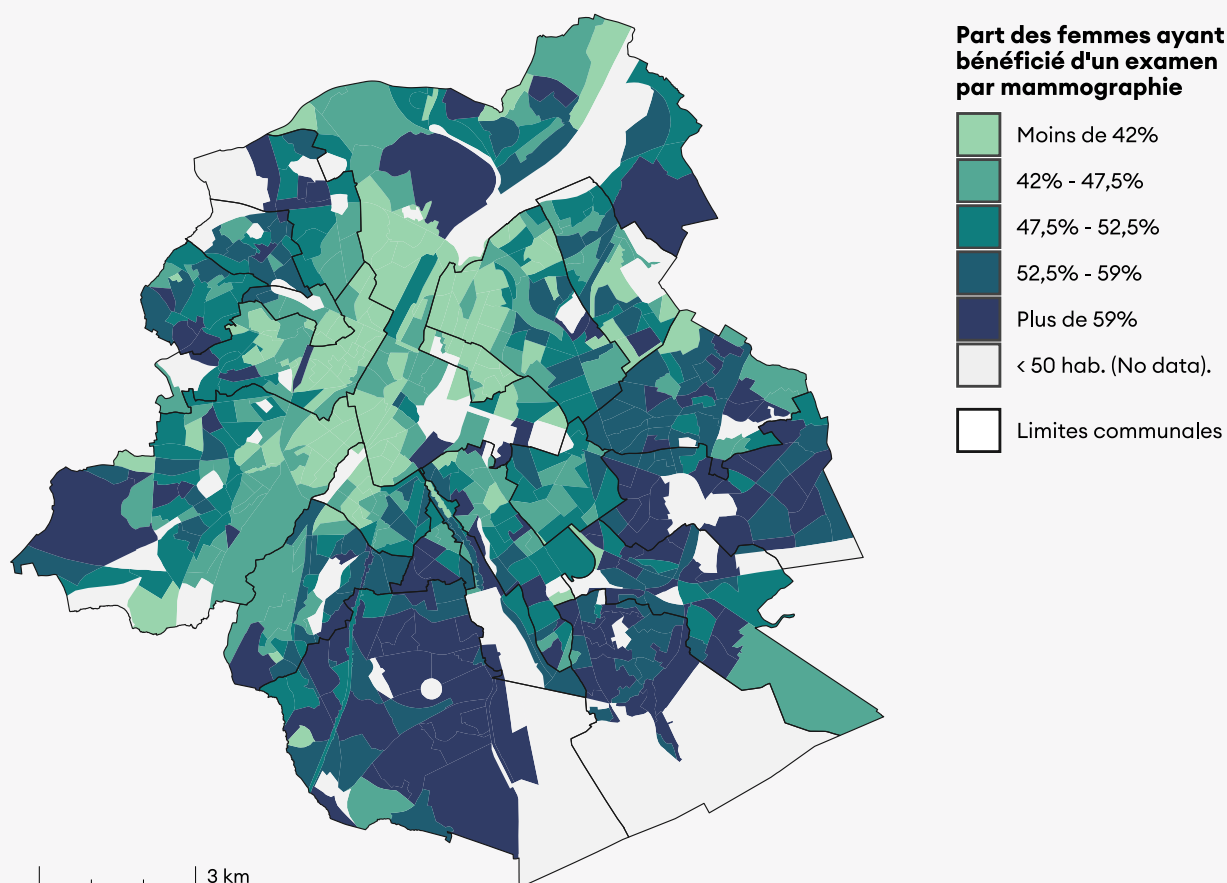 Part des femmes ayant
bénéficié d'un examen
par mammographie
Moins de 42%
42% - 47,5%
47,5% - 52,5%
52,5% - 59%
Plus de 59%
< 50 hab. (No data).
Limites communales
3 km